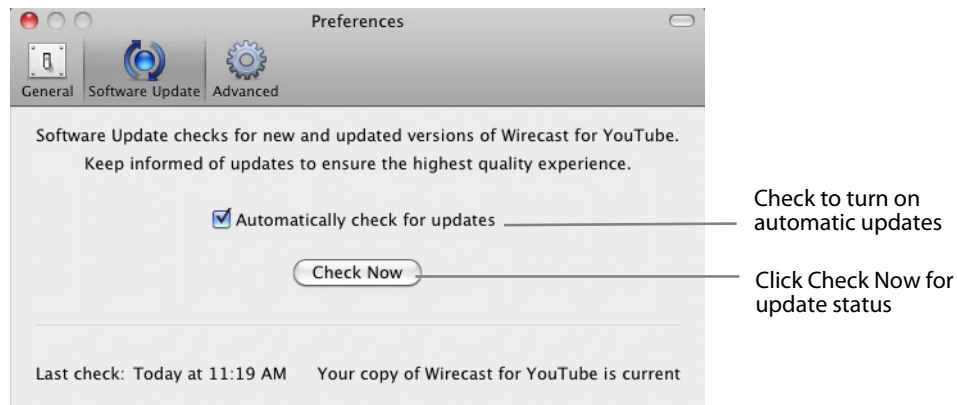 Preferences
General Software Update Advanced
Software Update checks for new and updated versions of Wirecast for YouTube.
Keep informed of updates to ensure the highest quality experience.
Automatically check for updates
Check to turn on
automatic updates
Check Now
Click Check Now for
update status
Last check: Today at 11:19 AM Your copy of Wirecast for YouTube is current